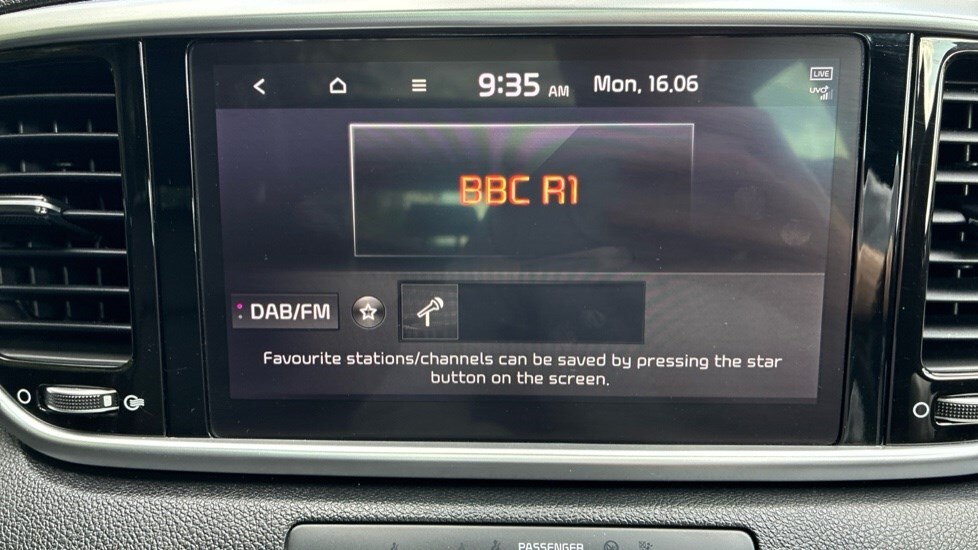 9:35 AM Mon, 16.06
LIVE
UVO
BBC R1
DAB/FM
Favourite stations/channels can be saved by pressing the star
button on the screen.
PASSENGER